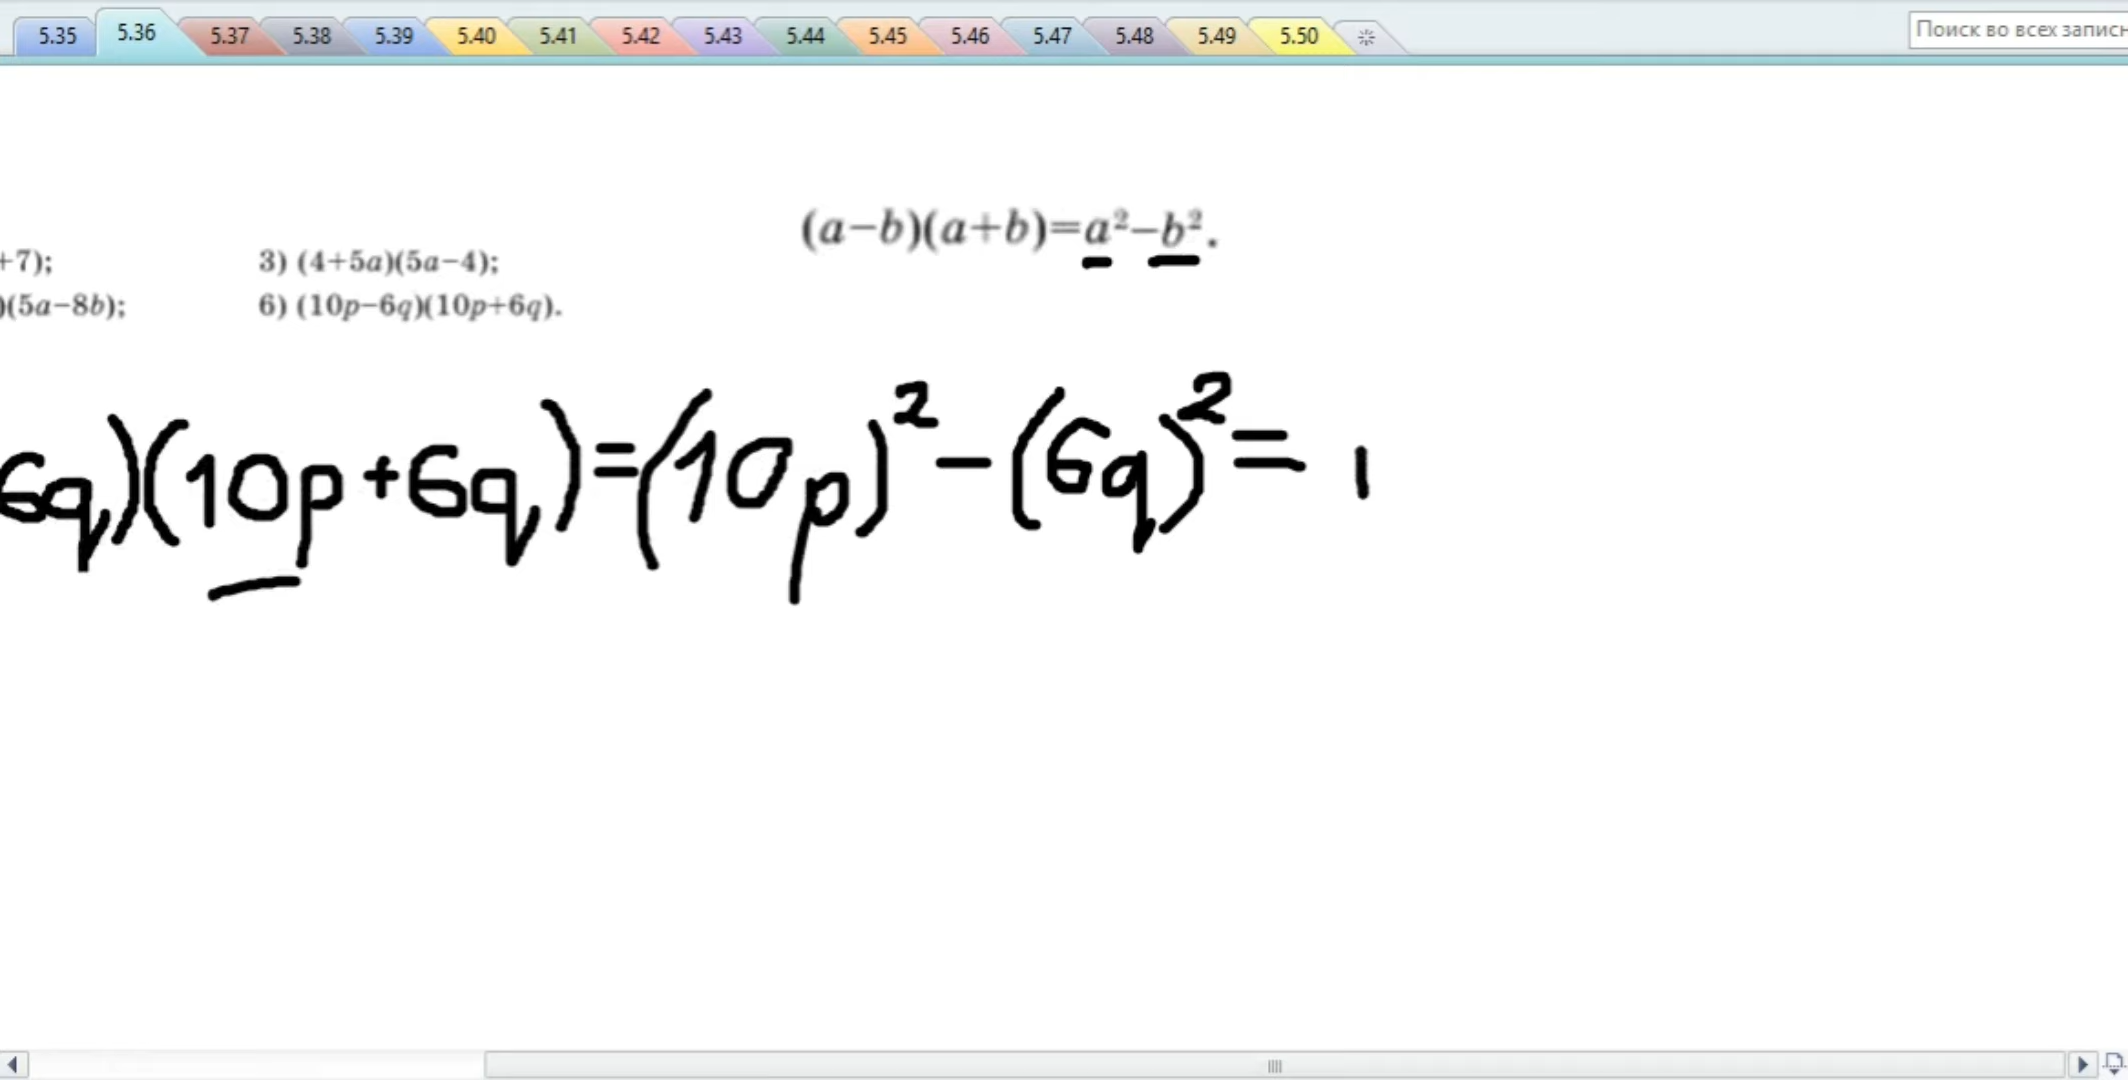 5.35 5.36 5.37 5.38 5.39 5.40 5.41 5.42 5.43 5.44 5.45 5.46 5.47 5.48 5.49 5.50
Поиск во всех записн
(a−b)(a+b)=a²−b².
+7); 3) (4+5a)(5a−4);
)(5a−8b); 6) (10p−6q)(10p+6q).
6q)(10p+6q)=(10p)²−(6q)²= 1